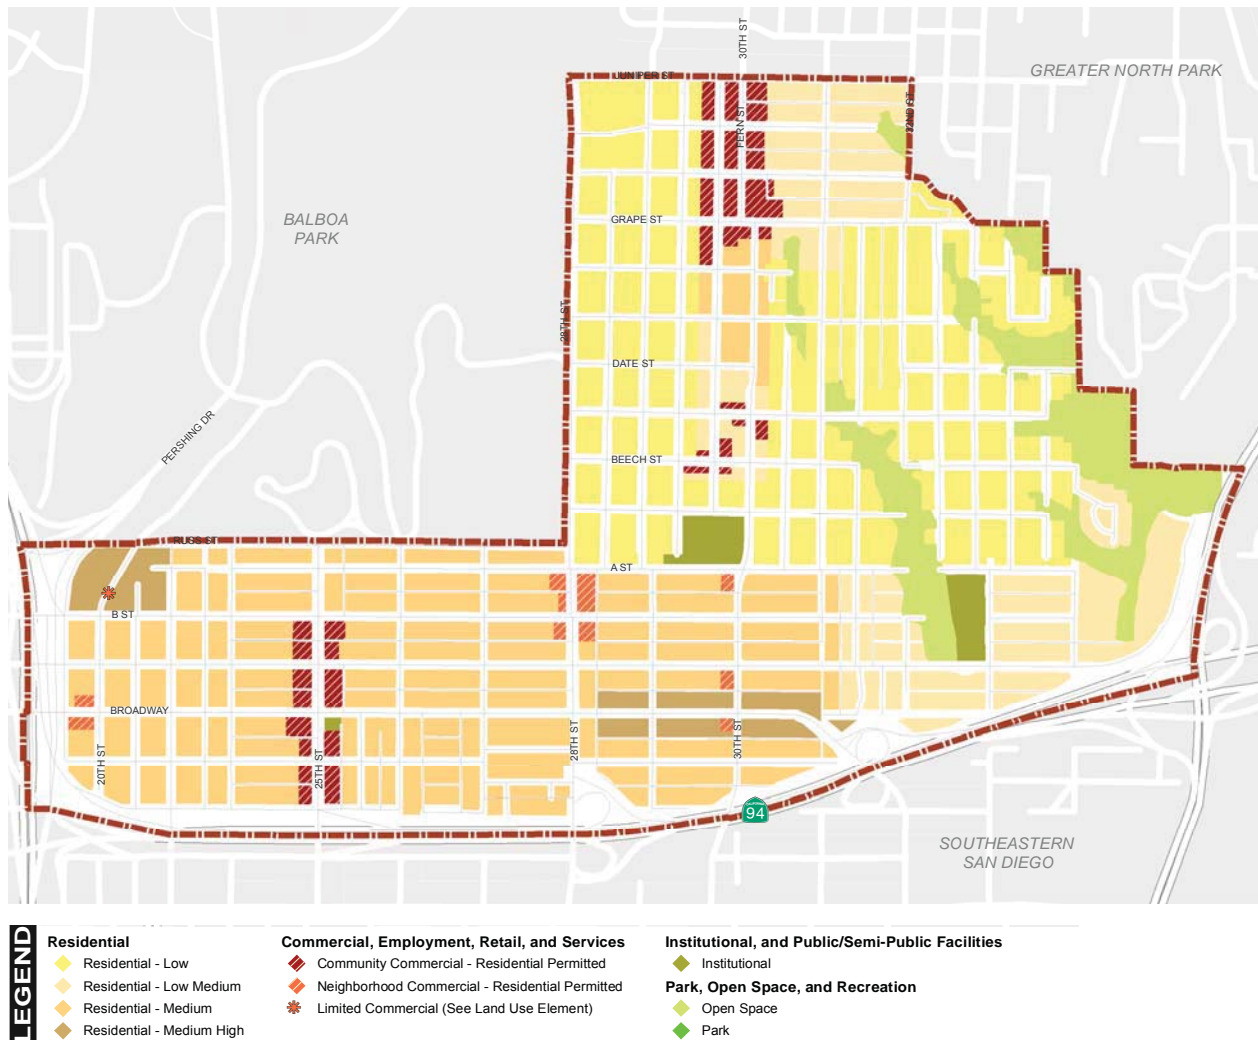 30TH ST
GREATER NORTH PARK
JUNIPER ST
FERN ST
32ND ST
BALBOA
PARK
GRAPE ST
28TH ST
DATE ST
PERSHING DR
BEECH ST
RUSS ST
A ST
B ST
BROADWAY
20TH ST
25TH ST
28TH ST
30TH ST
CALIFORNIA
94
SOUTHEASTERN
SAN DIEGO
LEGEND
Residential
Residential - Low
Residential - Low Medium
Residential - Medium
Residential - Medium High
Commercial, Employment, Retail, and Services
Community Commercial - Residential Permitted
Neighborhood Commercial - Residential Permitted
Limited Commercial (See Land Use Element)
Institutional, and Public/Semi-Public Facilities
Institutional
Park, Open Space, and Recreation
Open Space
Park